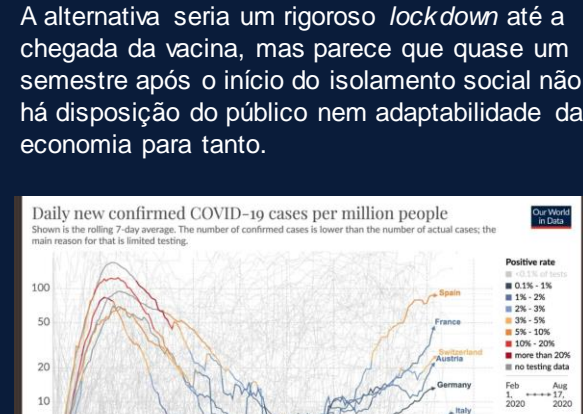 A alternativa seria um rigoroso lockdown até a
chegada da vacina, mas parece que quase um
semestre após o início do isolamento social não
há disposição do público nem adaptabilidade da
economia para tanto.
Daily new confirmed COVID-19 cases per million people
Shown is the rolling 7-day average. The number of confirmed cases is lower than the number of actual cases; the
main reason for that is limited testing.
Our World
in Data
100
50
20
10
Spain
France
Switzerland
Austria
Germany
Italy
Positive rate
<0.1% of tests
0.1% - 1%
1% - 2%
2% - 3%
3% - 5%
5% - 10%
10% - 20%
more than 20%
no testing data
Feb
1,
2020
Aug
17,
2020